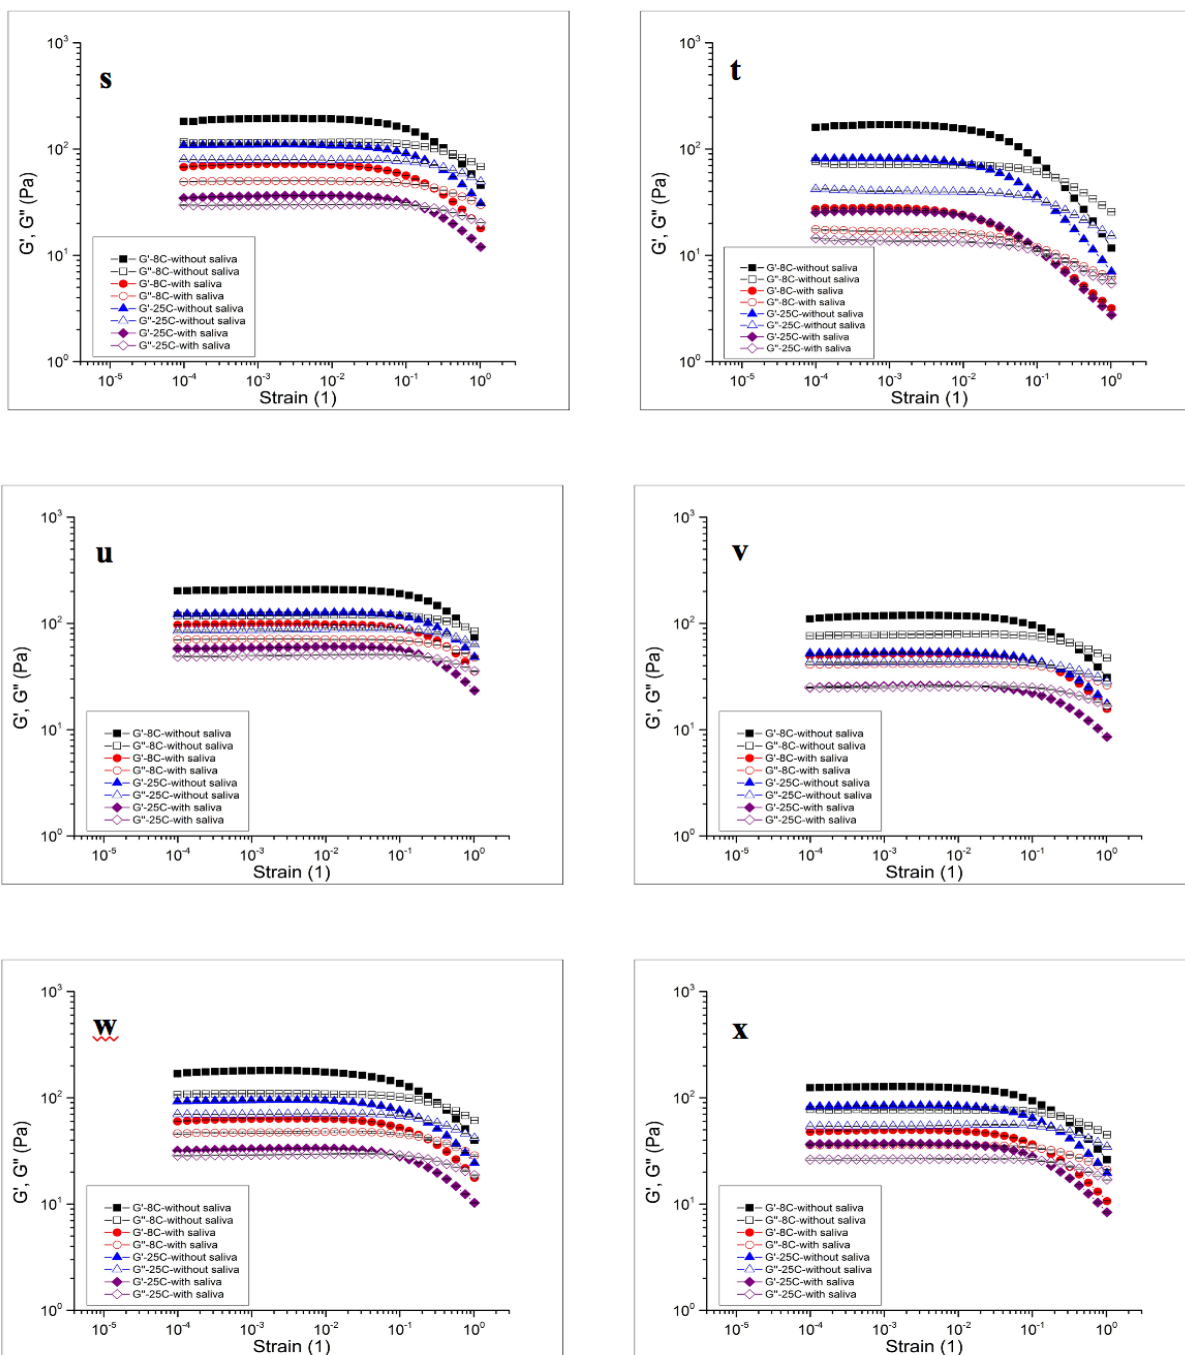 s
10³
10²
10¹
10⁰
G', G'' (Pa)
G'-8C-without saliva
G''-8C-without saliva
G'-8C-with saliva
G''-8C-with saliva
G'-25C-without saliva
G''-25C-without saliva
G'-25C-with saliva
G''-25C-with saliva
10⁻⁵ 10⁻⁴ 10⁻³ 10⁻² 10⁻¹ 10⁰
Strain (1)
t
10³
10²
10¹
10⁰
G', G'' (Pa)
G'-8C-without saliva
G''-8C-without saliva
G'-8C-with saliva
G''-8C-with saliva
G'-25C-without saliva
G''-25C-without saliva
G'-25C-with saliva
G''-25C-with saliva
10⁻⁵ 10⁻⁴ 10⁻³ 10⁻² 10⁻¹ 10⁰
Strain (1)
u
10³
10²
10¹
10⁰
G', G'' (Pa)
G'-8C-without saliva
G''-8C-without saliva
G'-8C-with saliva
G''-8C-with saliva
G'-25C-without saliva
G''-25C-without saliva
G'-25C-with saliva
G''-25C-with saliva
10⁻⁵ 10⁻⁴ 10⁻³ 10⁻² 10⁻¹ 10⁰
Strain (1)
v
10³
10²
10¹
10⁰
G', G'' (Pa)
G'-8C-without saliva
G''-8C-without saliva
G'-8C-with saliva
G''-8C-with saliva
G'-25C-without saliva
G''-25C-without saliva
G'-25C-with saliva
G''-25C-with saliva
10⁻⁵ 10⁻⁴ 10⁻³ 10⁻² 10⁻¹ 10⁰
Strain (1)
w
10³
10²
10¹
10⁰
G', G'' (Pa)
G'-8C-without saliva
G''-8C-without saliva
G'-8C-with saliva
G''-8C-with saliva
G'-25C-without saliva
G''-25C-without saliva
G'-25C-with saliva
G''-25C-with saliva
10⁻⁵ 10⁻⁴ 10⁻³ 10⁻² 10⁻¹ 10⁰
Strain (1)
x
10³
10²
10¹
10⁰
G', G'' (Pa)
G'-8C-without saliva
G''-8C-without saliva
G'-8C-with saliva
G''-8C-with saliva
G'-25C-without saliva
G''-25C-without saliva
G'-25C-with saliva
G''-25C-with saliva
10⁻⁵ 10⁻⁴ 10⁻³ 10⁻² 10⁻¹ 10⁰
Strain (1)